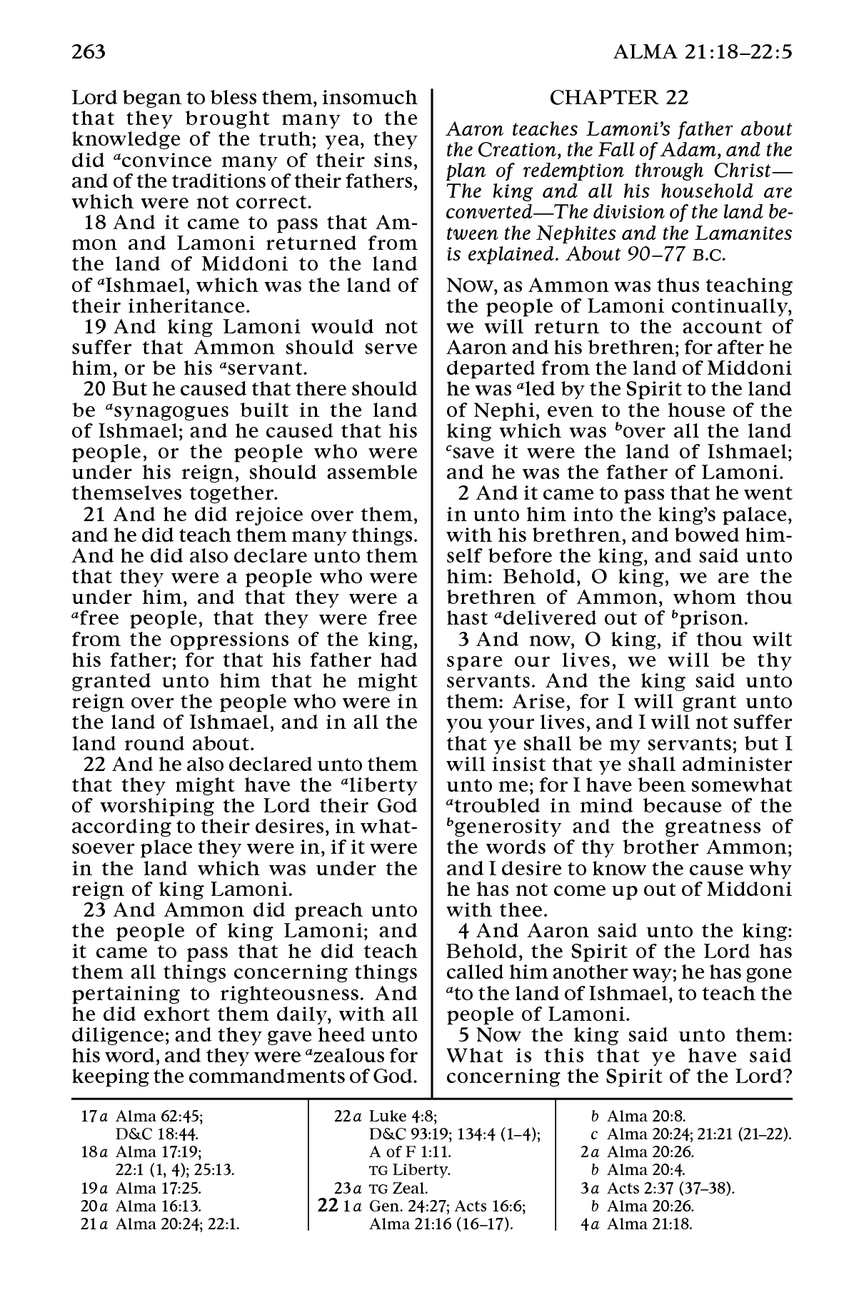 263
ALMA 21:18–22:5
Lord began to bless them, insomuch
that they brought many to the
knowledge of the truth; yea, they
did aconvince many of their sins,
and of the traditions of their fathers,
which were not correct.
18 And it came to pass that Am-
mon and Lamoni returned from
the land of Middoni to the land
of aIshmael, which was the land of
their inheritance.
19 And king Lamoni would not
suffer that Ammon should serve
him, or be his aservant.
20 But he caused that there should
be asynagogues built in the land
of Ishmael; and he caused that his
people, or the people who were
under his reign, should assemble
themselves together.
21 And he did rejoice over them,
and he did teach them many things.
And he did also declare unto them
that they were a people who were
under him, and that they were a
afree people, that they were free
from the oppressions of the king,
his father; for that his father had
granted unto him that he might
reign over the people who were in
the land of Ishmael, and in all the
land round about.
22 And he also declared unto them
that they might have the aliberty
of worshiping the Lord their God
according to their desires, in what-
soever place they were in, if it were
in the land which was under the
reign of king Lamoni.
23 And Ammon did preach unto
the people of king Lamoni; and
it came to pass that he did teach
them all things concerning things
pertaining to righteousness. And
he did exhort them daily, with all
diligence; and they gave heed unto
his word, and they were azealous for
keeping the commandments of God.
CHAPTER 22
Aaron teaches Lamoni’s father about
the Creation, the Fall of Adam, and the
plan of redemption through Christ—
The king and all his household are
converted—The division of the land be-
tween the Nephites and the Lamanites
is explained. About 90–77 B.C.
NOW, as Ammon was thus teaching
the people of Lamoni continually,
we will return to the account of
Aaron and his brethren; for after he
departed from the land of Middoni
he was aled by the Spirit to the land
of Nephi, even to the house of the
king which was bover all the land
csave it were the land of Ishmael;
and he was the father of Lamoni.
2 And it came to pass that he went
in unto him into the king’s palace,
with his brethren, and bowed him-
self before the king, and said unto
him: Behold, O king, we are the
brethren of Ammon, whom thou
hast adelivered out of bprison.
3 And now, O king, if thou wilt
spare our lives, we will be thy
servants. And the king said unto
them: Arise, for I will grant unto
you your lives, and I will not suffer
that ye shall be my servants; but I
will insist that ye shall administer
unto me; for I have been somewhat
atroubled in mind because of the
bgenerosity and the greatness of
the words of thy brother Ammon;
and I desire to know the cause why
he has not come up out of Middoni
with thee.
4 And Aaron said unto the king:
Behold, the Spirit of the Lord has
called him another way; he has gone
ato the land of Ishmael, to teach the
people of Lamoni.
5 Now the king said unto them:
What is this that ye have said
concerning the Spirit of the Lord?
17a Alma 62:45;
D&C 18:44.
18a Alma 17:19;
22:1 (1, 4); 25:13.
19a Alma 17:25.
20a Alma 16:13.
21a Alma 20:24; 22:1.
22a Luke 4:8;
D&C 93:19; 134:4 (1–4);
A of F 1:11.
TG Liberty.
23a TG Zeal.
22 1a Gen. 24:27; Acts 16:6;
Alma 21:16 (16–17).
b Alma 20:8.
c Alma 20:24; 21:21 (21–22).
2a Alma 20:26.
b Alma 20:4.
3a Acts 2:37 (37–38).
b Alma 20:26.
4a Alma 21:18.